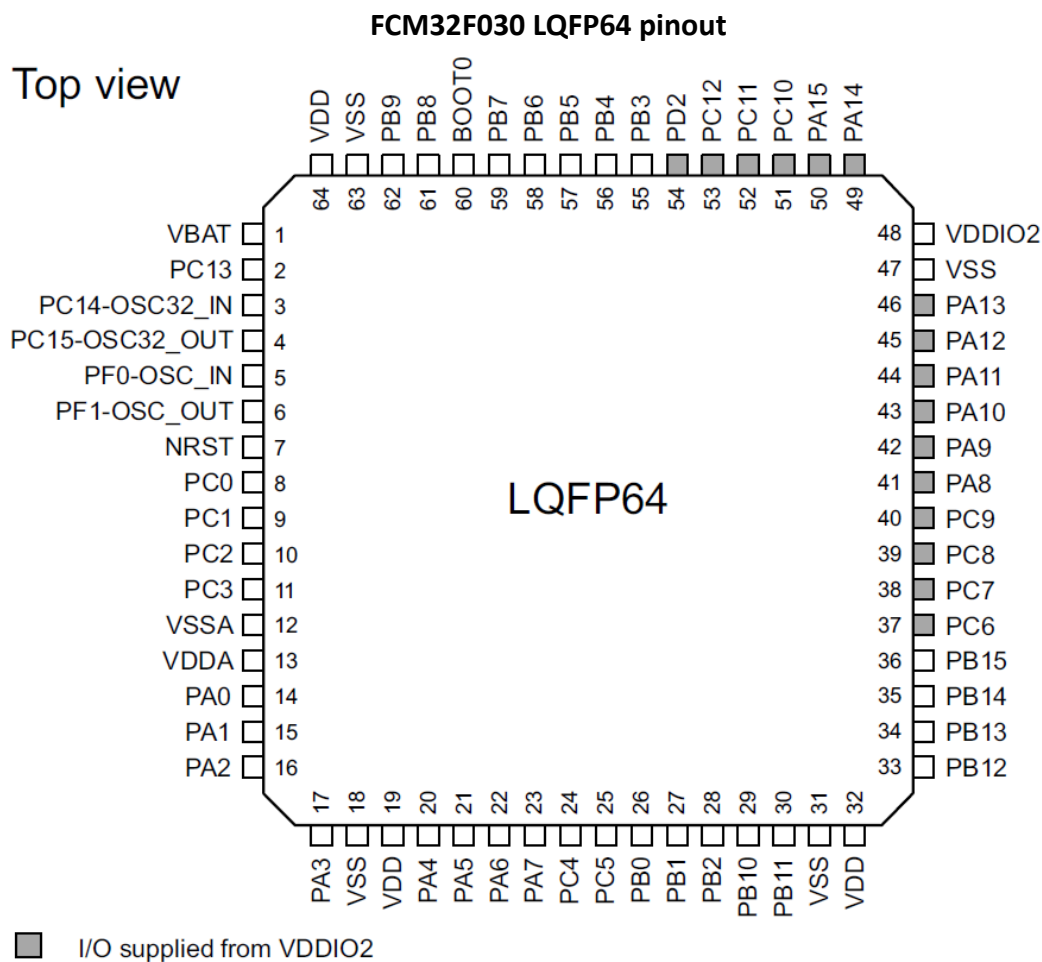 FCM32F030 LQFP64 pinout
Top view
VDD VSS PB9 PB8 BOOT0 PB7 PB6 PB5 PB4 PB3 PD2 PC12 PC11 PC10 PA15 PA14
64 63 62 61 60 59 58 57 56 55 54 53 52 51 50 49
VBAT 1 48 VDDIO2
PC13 2 47 VSS
PC14-OSC32_IN 3 46 PA13
PC15-OSC32_OUT 4 45 PA12
PF0-OSC_IN 5 44 PA11
PF1-OSC_OUT 6 43 PA10
NRST 7 42 PA9
PC0 8 41 PA8
LQFP64
PC1 9 40 PC9
PC2 10 39 PC8
PC3 11 38 PC7
VSSA 12 37 PC6
VDDA 13 36 PB15
PA0 14 35 PB14
PA1 15 34 PB13
PA2 16 33 PB12
17 18 19 20 21 22 23 24 25 26 27 28 29 30 31 32
PA3 VSS VDD PA4 PA5 PA6 PA7 PC4 PC5 PB0 PB1 PB2 PB10 PB11 VSS VDD
I/O supplied from VDDIO2